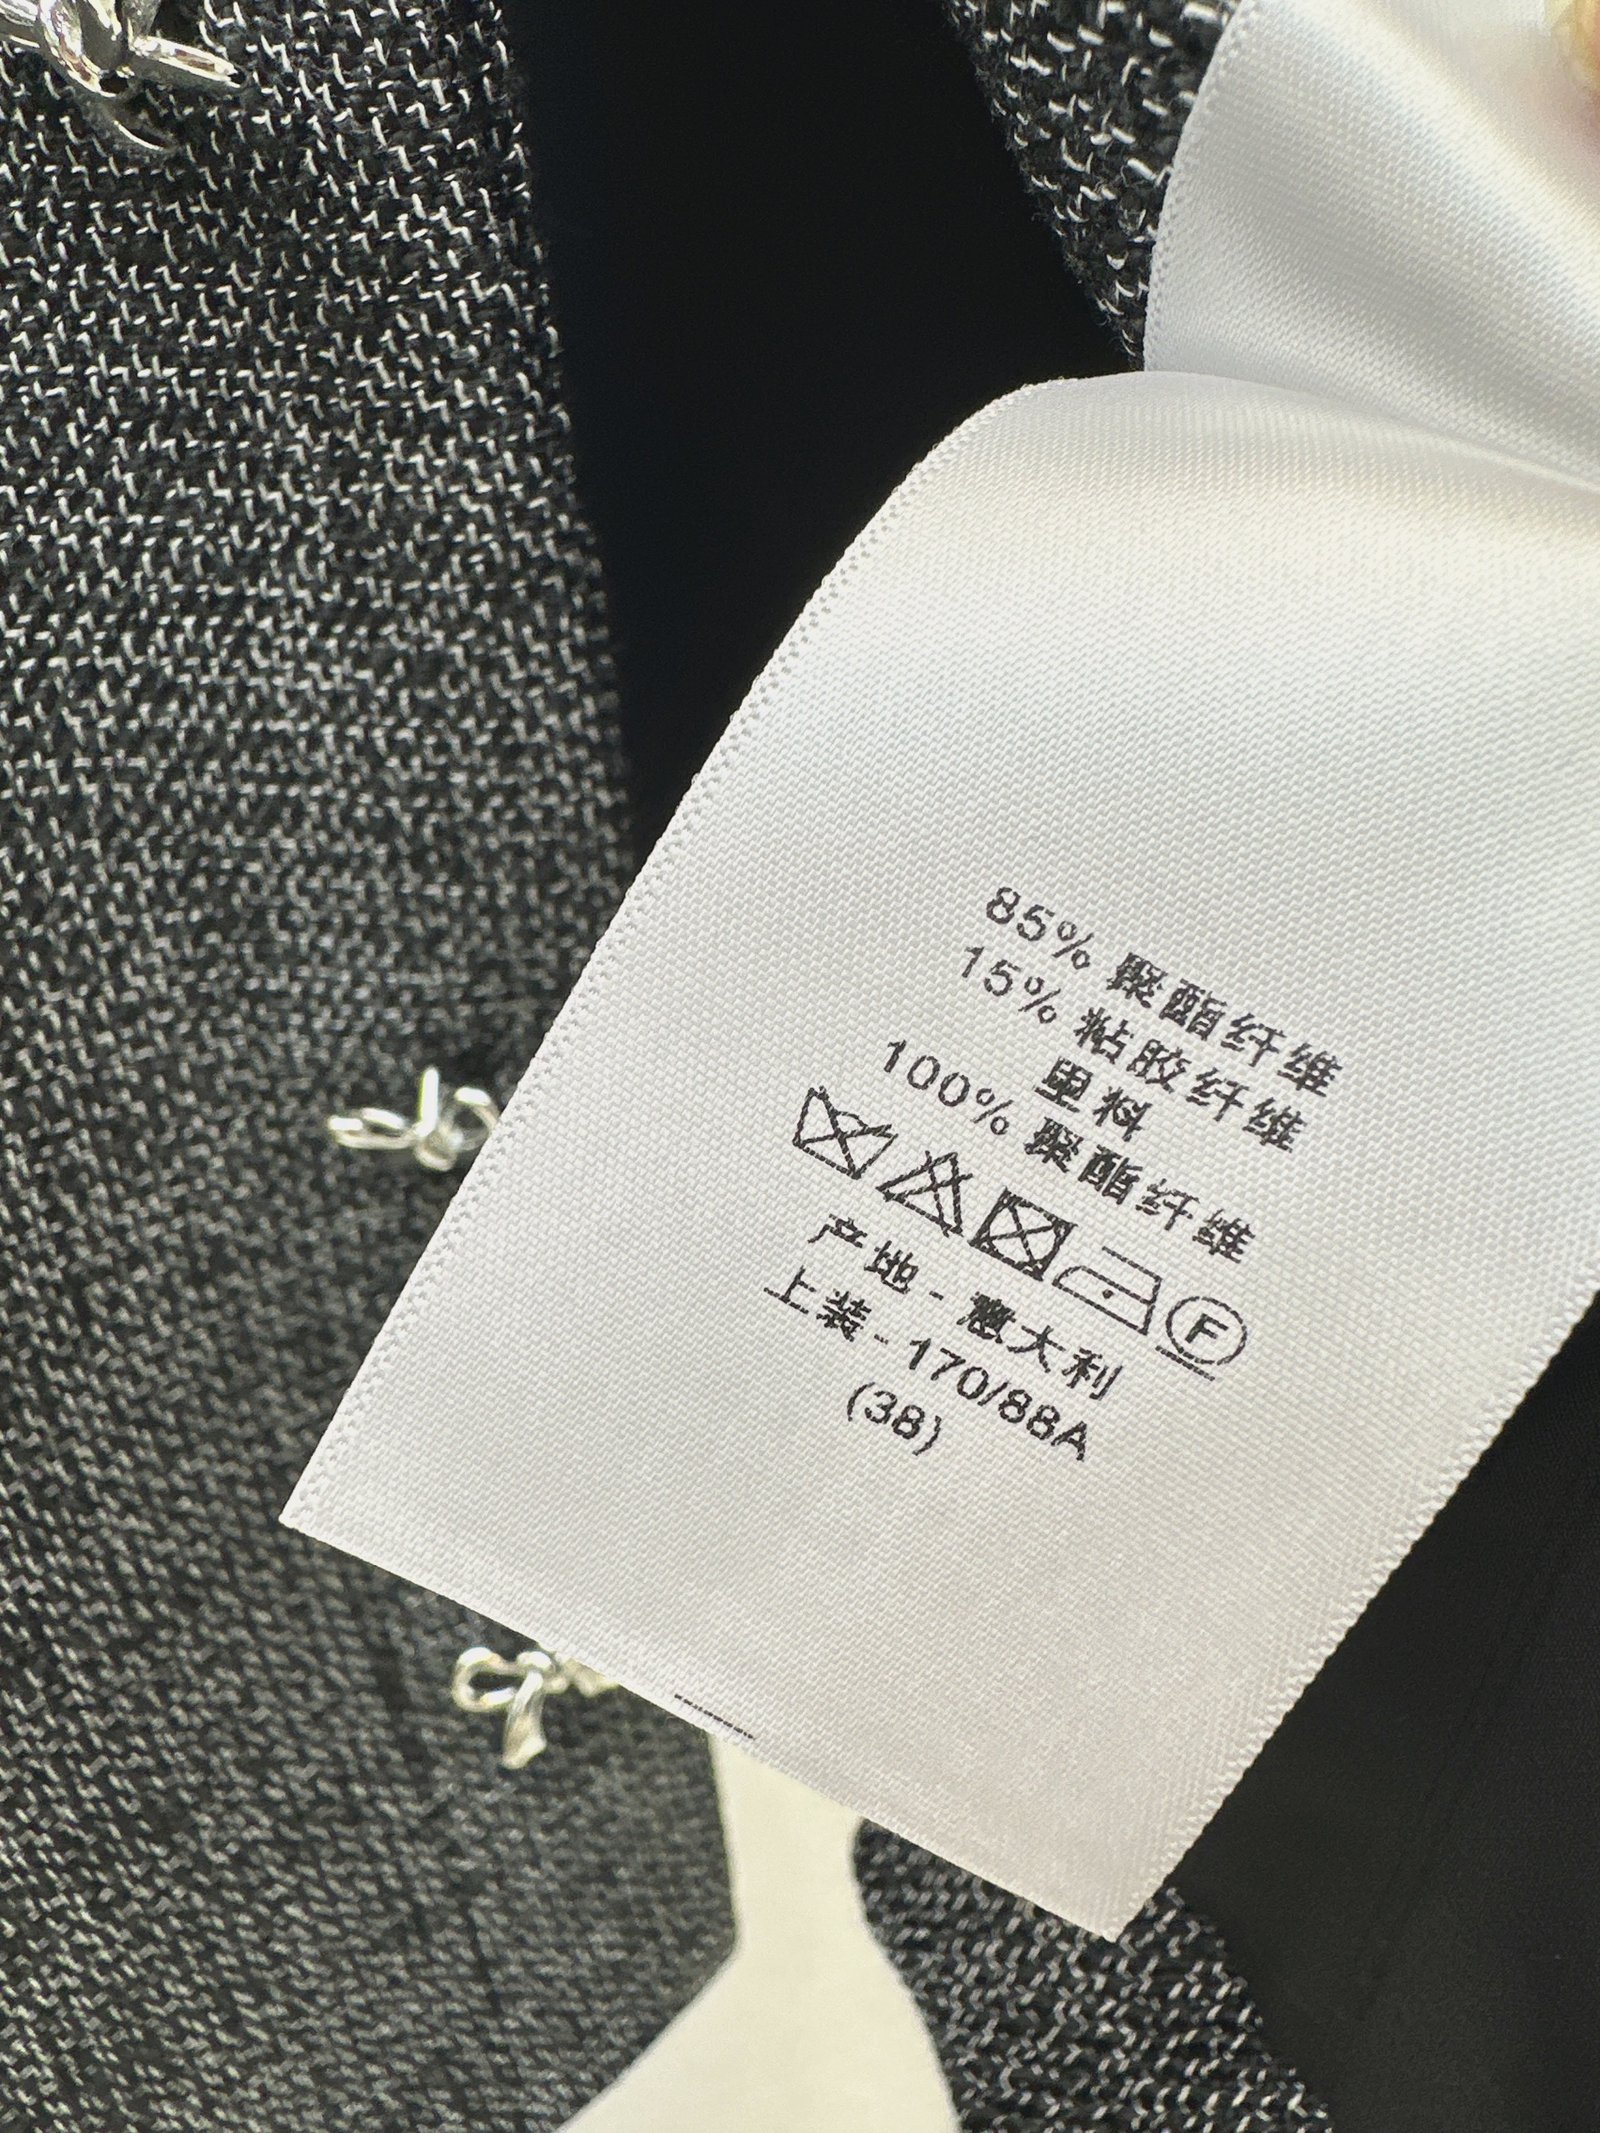 85% 聚酯纤维
15% 粘胶纤维
里料
100% 聚酯纤维
F
产地 - 意大利
上装 - 170/88A
(38)